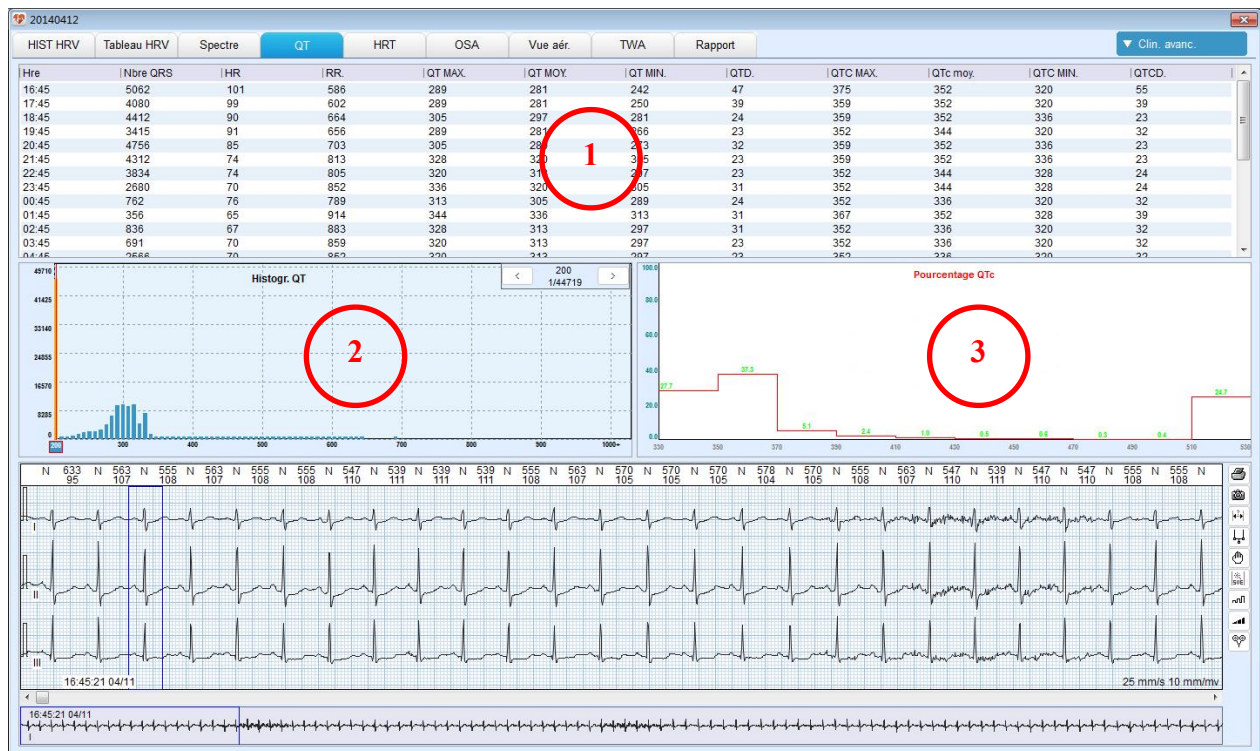 20140412
HIST HRV Tableau HRV Spectre QT HRT OSA Vue aér. TWA Rapport Clin. avanc.
Hre Nbre QRS HR RR. QT MAX. QT MOY. QT MIN. QTD. QTC MAX. QTc moy. QTC MIN. QTCD.
16:45 5062 101 586 289 281 242 47 375 352 320 55
17:45 4080 99 602 289 281 250 39 359 352 320 39
18:45 4412 90 664 305 297 281 24 359 352 336 23
19:45 3415 91 656 289 23 352 344 320 32
20:45 4756 85 703 305 32 359 352 320 32
21:45 4312 74 813 328 23 359 352 336 23
22:45 3834 74 805 320 23 352 344 328 24
23:45 2680 70 852 336 320 305 31 352 344 328 24
00:45 762 76 789 313 305 289 24 352 336 320 32
01:45 356 65 914 344 336 313 31 367 352 328 39
02:45 836 67 883 328 313 297 31 352 336 320 32
03:45 691 70 859 320 313 297 23 352 336 320 32
04:45 2566 70 852 320 313 297 23 352 336 320 32
1
49710 Histogr. QT < 200 >
1/44719
41425
33140
24855
16570
8285
0
200 300 400 500 600 700 800 900 1000+
2
100.0 Pourcentage QTc
80.0
60.0
40.0
20.0
0.0
27.7 37.3 5.1 2.4 1.0 0.5 0.6 0.3 0.4 24.7
330 350 370 390 410 430 450 470 490 510 530
3
N 633 N 563 N 555 N 563 N 555 N 555 N 547 N 539 N 539 N 539 N 555 N 563 N 570 N 570 N 570 N 578 N 570 N 555 N 563 N 547 N 539 N 547 N 547 N 555 N 555 N
95 107 108 107 108 108 110 111 111 111 108 107 105 105 105 104 105 108 107 110 111 110 110 108 108
I
II
III
16:45:21 04/11 25 mm/s 10 mm/mv
16:45:21 04/11
I